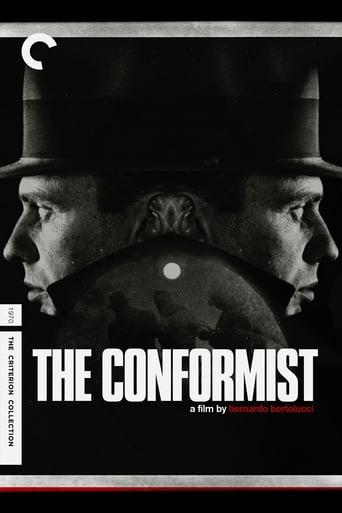 1970
THE CRITERION COLLECTION
THE CONFORMIST
a film by bernardo bertolucci